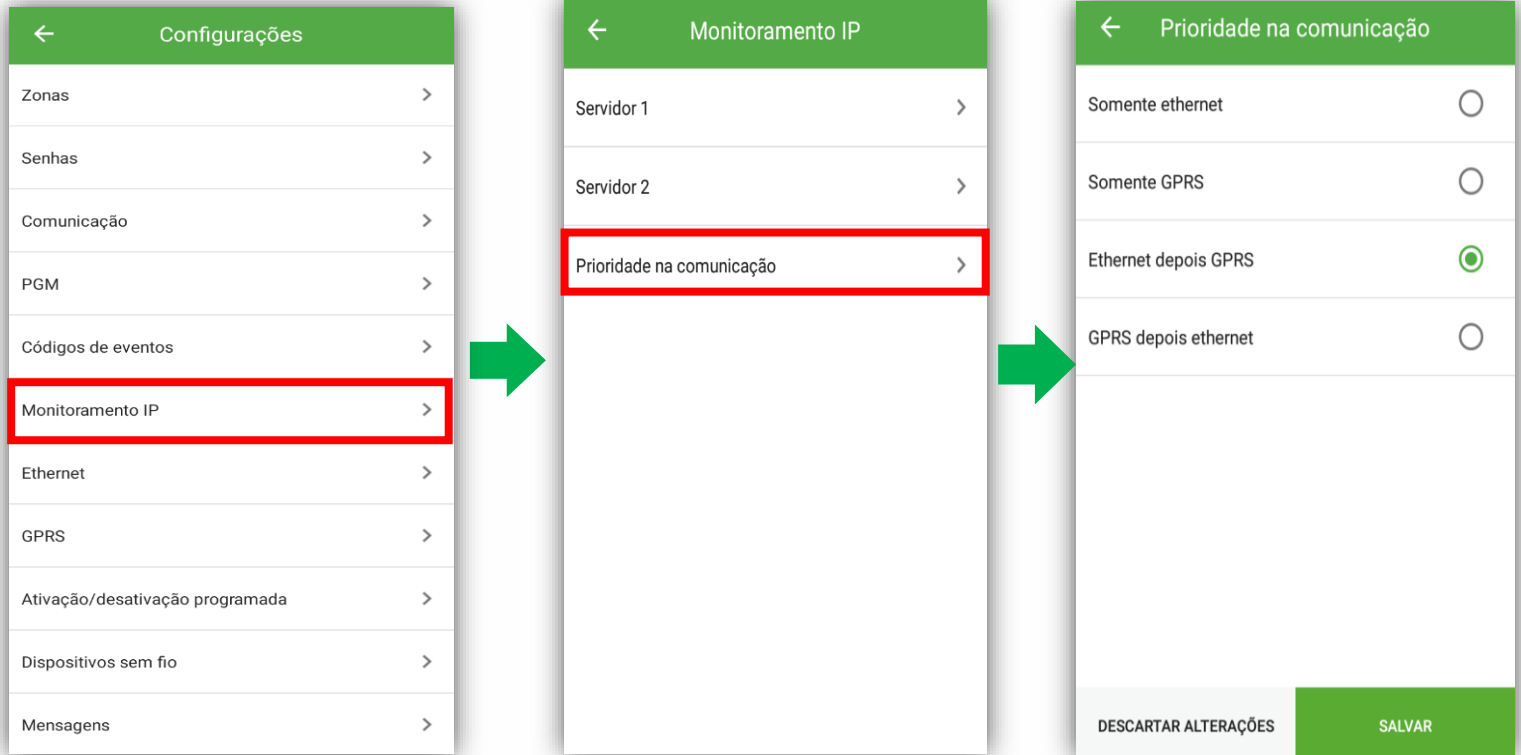 Configurações
Zonas
Senhas
Comunicação
PGM
Códigos de eventos
Monitoramento IP
Ethernet
GPRS
Ativação/desativação programada
Dispositivos sem fio
Mensagens
Monitoramento IP
Servidor 1
Servidor 2
Prioridade na comunicação
Prioridade na comunicação
Somente ethernet
Somente GPRS
Ethernet depois GPRS
GPRS depois ethernet
DESCARTAR ALTERAÇÕES
SALVAR